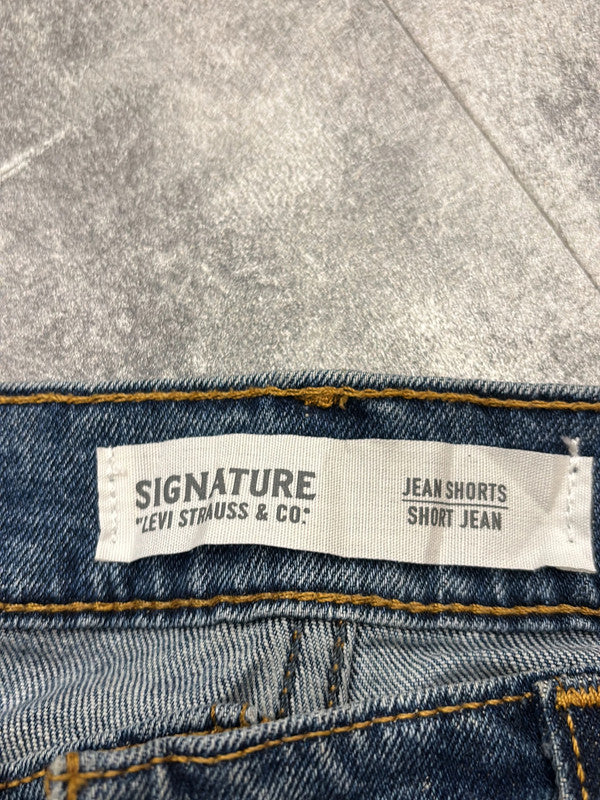 SIGNATURE
"LEVI STRAUSS & CO."
JEAN SHORTS
SHORT JEAN